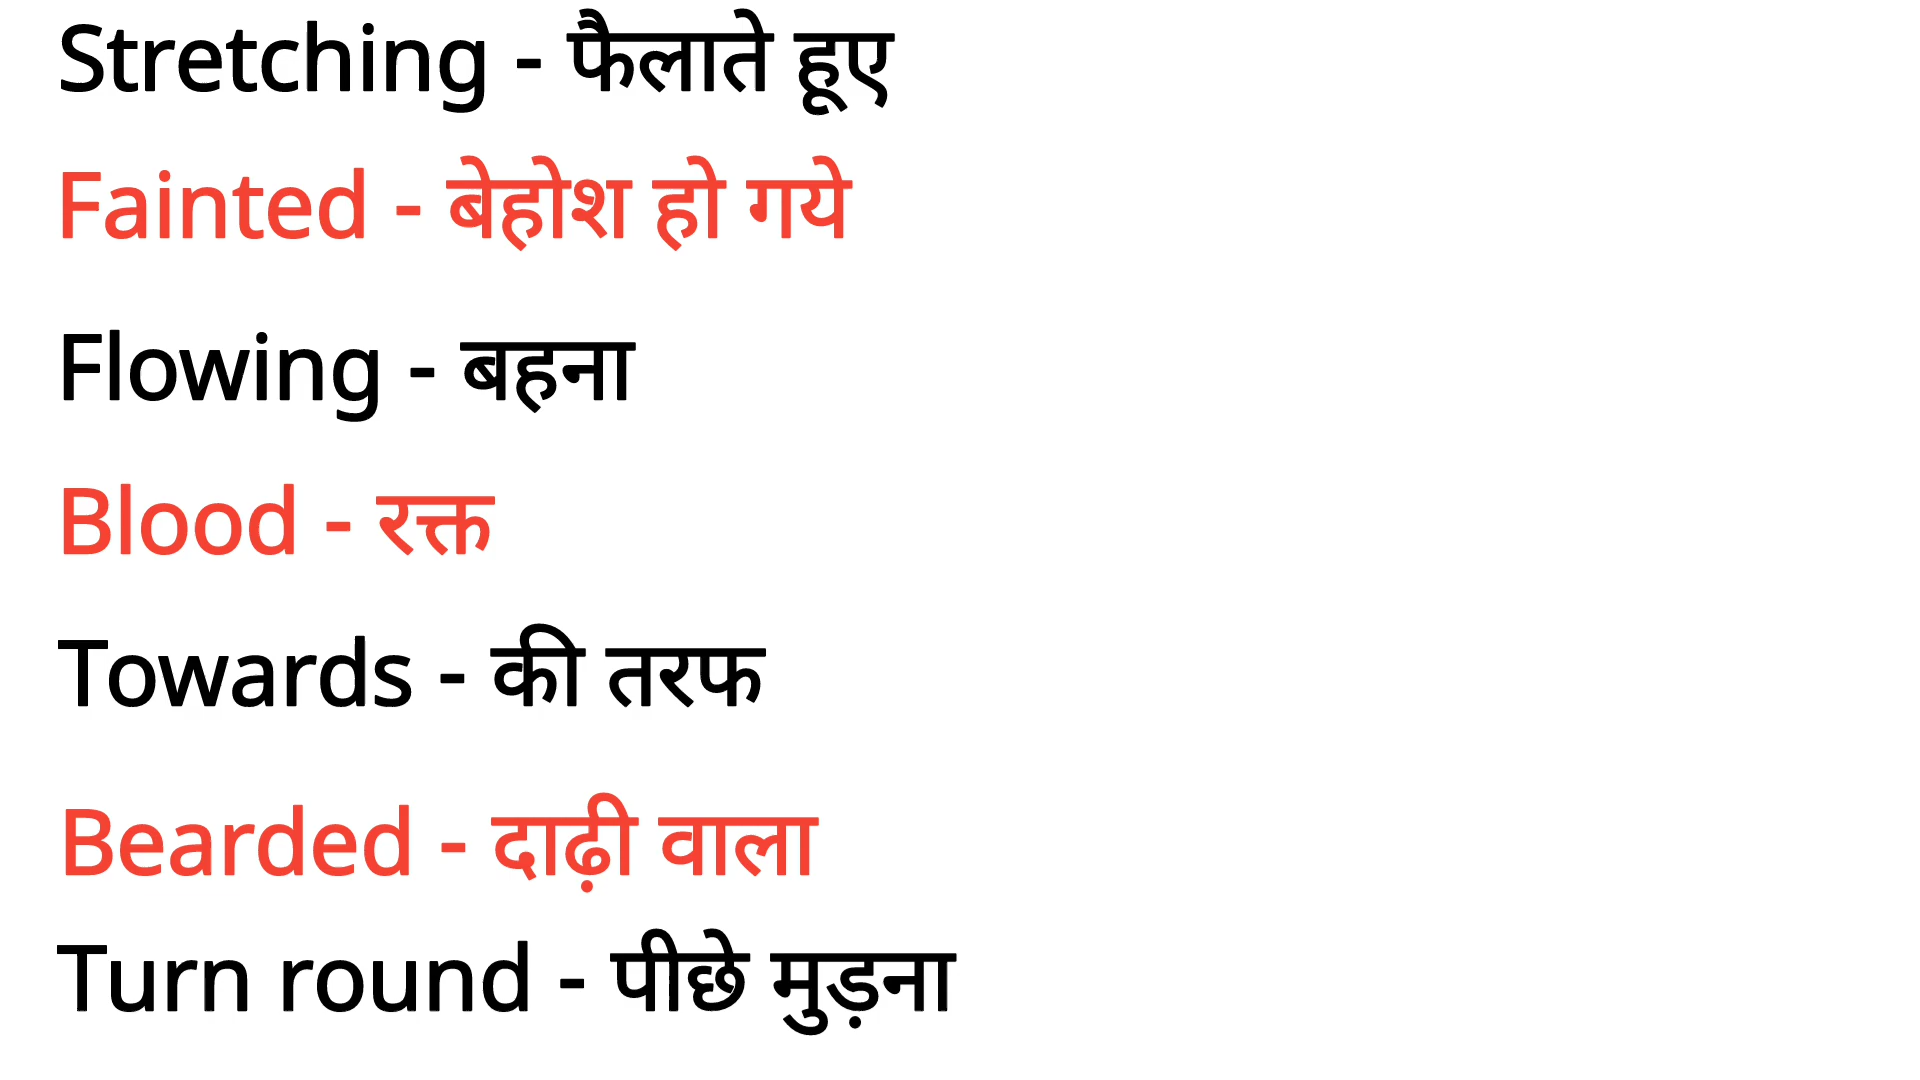 Stretching - फैलाते हूए
Fainted - बेहोश हो गये
Flowing - बहना
Blood - रक्त
Towards - की तरफ
Bearded - दाढ़ी वाला
Turn round - पीछे मुड़ना